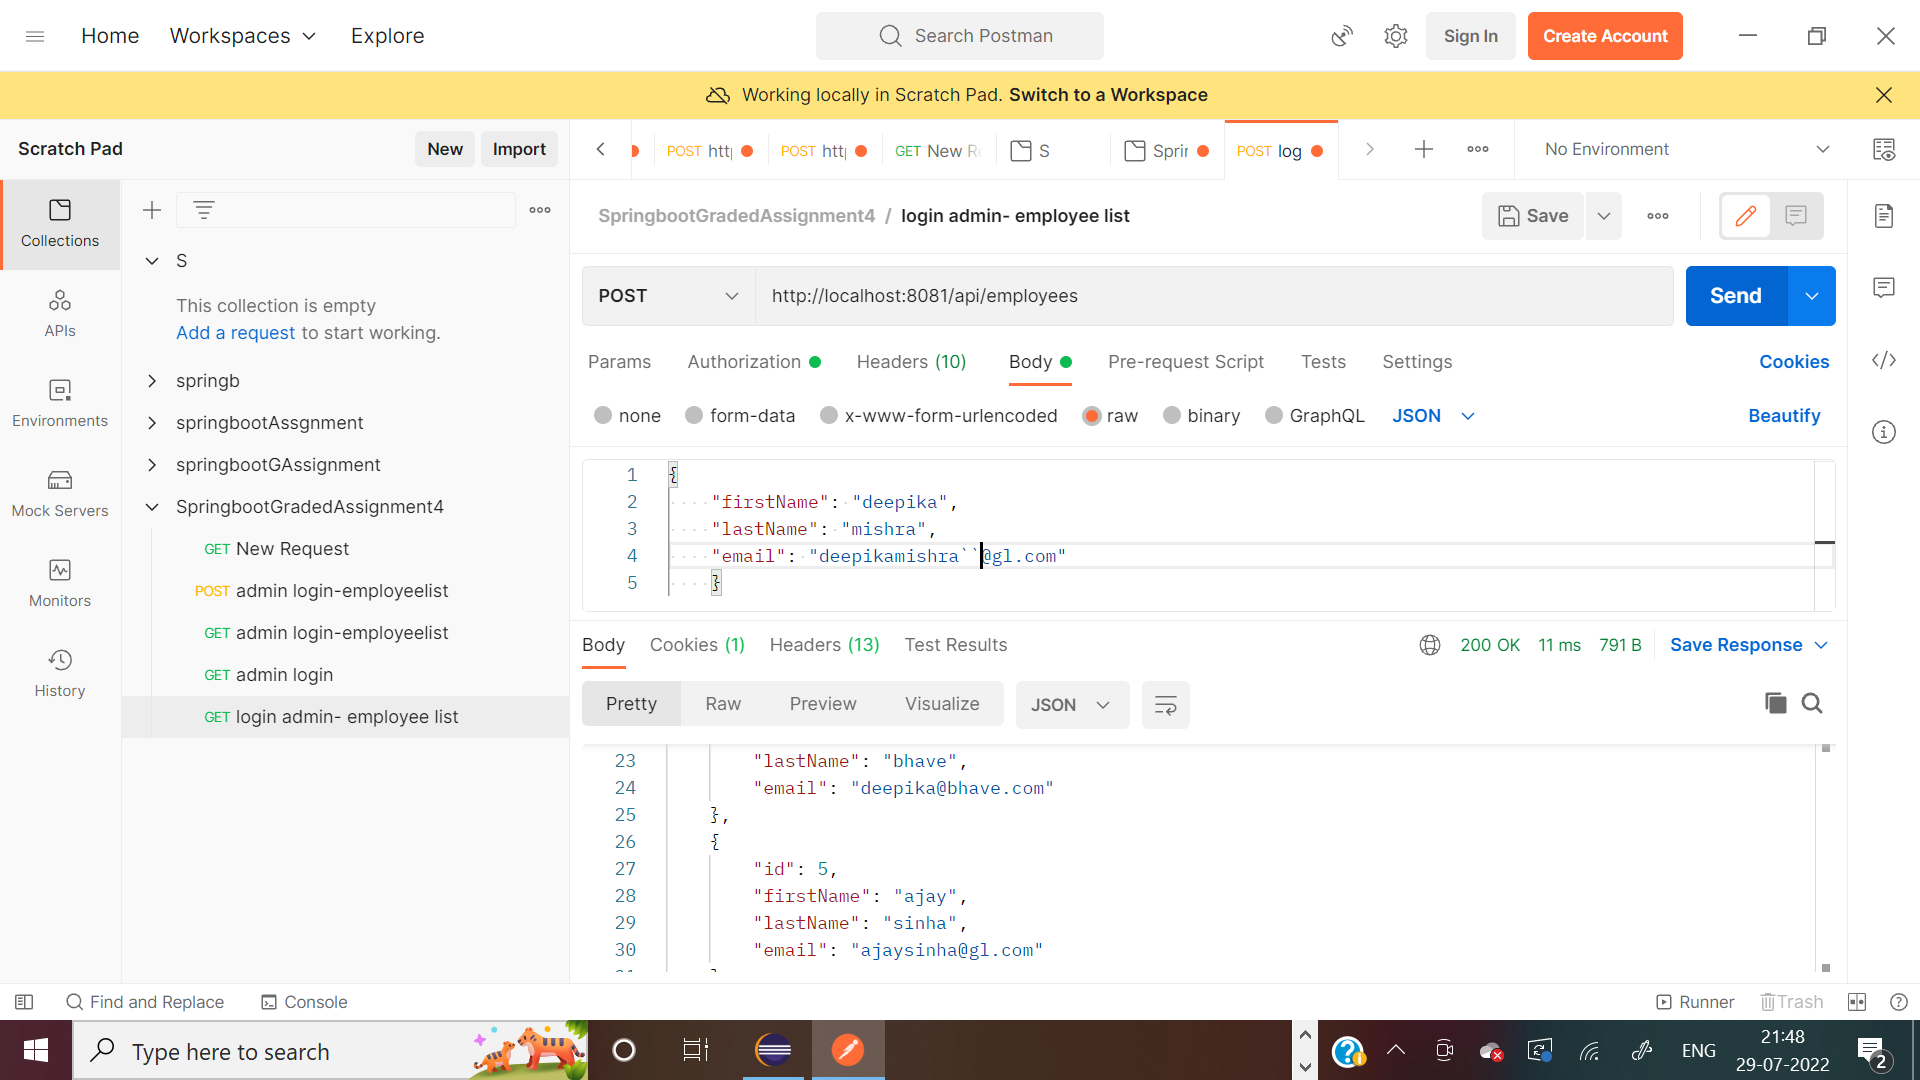 Home Workspaces Explore Search Postman Sign In Create Account
Working locally in Scratch Pad. Switch to a Workspace
Scratch Pad New Import
POST http POST http GET New Re S Sprin POST log No Environment
Collections
APIs
Environments
Mock Servers
Monitors
History
S
This collection is empty
Add a request to start working.
springb
springbootAssgnment
springbootGAssignment
SpringbootGradedAssignment4
GET New Request
POST admin login-employeelist
GET admin login-employeelist
GET admin login
GET login admin- employee list
SpringbootGradedAssignment4 / login admin- employee list Save
POST http://localhost:8081/api/employees Send
Params Authorization Headers (10) Body Pre-request Script Tests Settings Cookies
none form-data x-www-form-urlencoded raw binary GraphQL JSON Beautify
1 {
2 "firstName": "deepika",
3 "lastName": "mishra",
4 "email": "deepikamishra``@gl.com"
5 }
Body Cookies (1) Headers (13) Test Results 200 OK 11 ms 791 B Save Response
Pretty Raw Preview Visualize JSON
23 "lastName": "bhave",
24 "email": "deepika@bhave.com"
25 },
26 {
27 "id": 5,
28 "firstName": "ajay",
29 "lastName": "sinha",
30 "email": "ajaysinha@gl.com"
Find and Replace Console Runner Trash
Type here to search ENG 21:48
29-07-2022 2